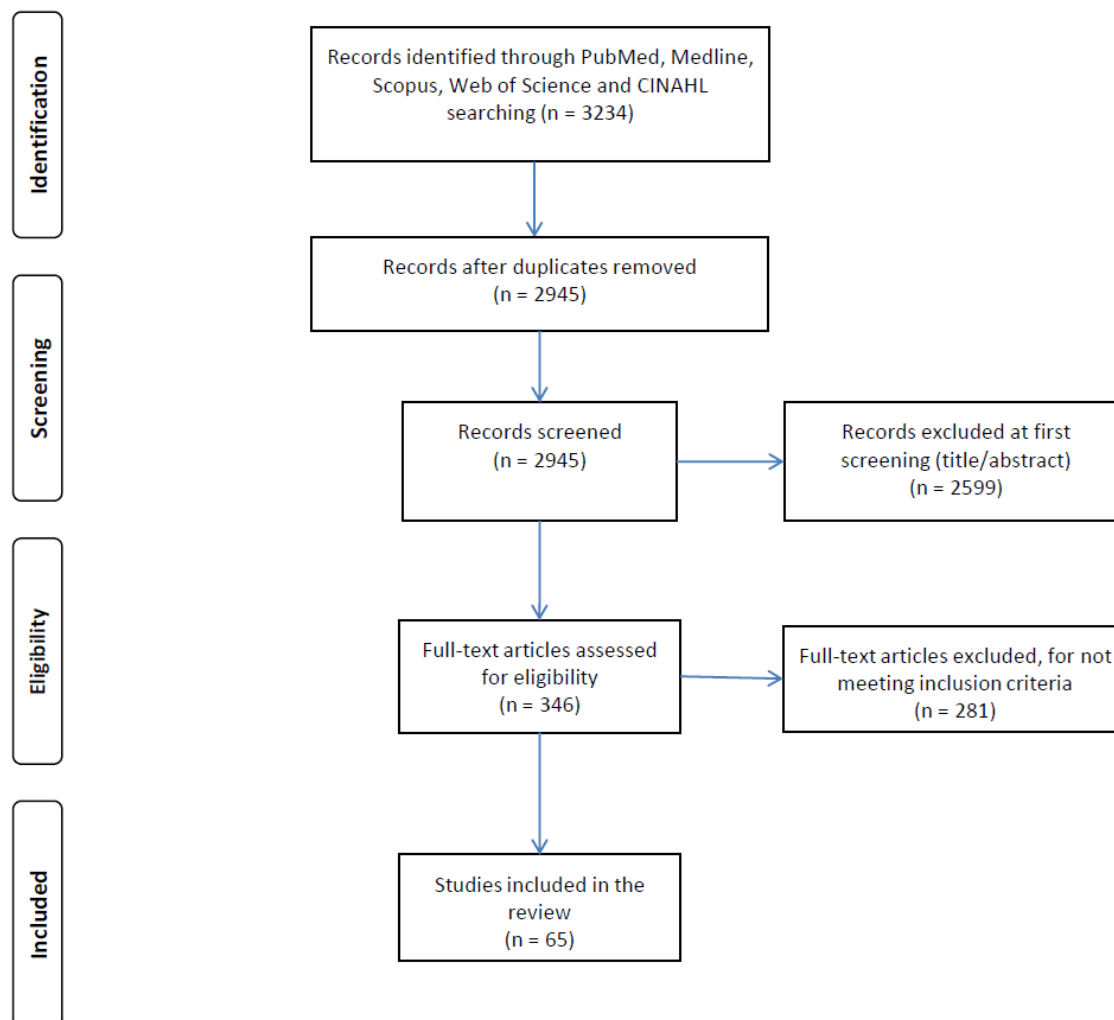 Identification
Records identified through PubMed, Medline,
Scopus, Web of Science and CINAHL
searching (n = 3234)
Records after duplicates removed
(n = 2945)
Screening
Records screened
(n = 2945)
Records excluded at first
screening (title/abstract)
(n = 2599)
Eligibility
Full-text articles assessed
for eligibility
(n = 346)
Full-text articles excluded, for not
meeting inclusion criteria
(n = 281)
Included
Studies included in the
review
(n = 65)